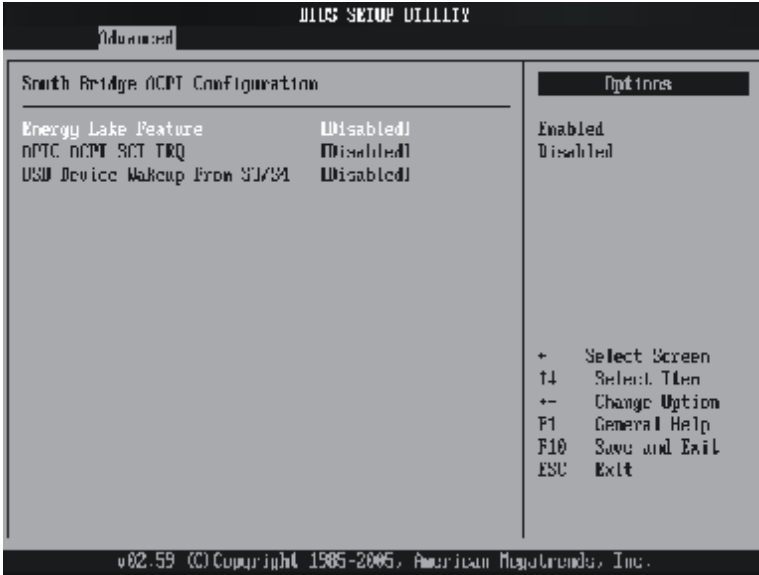 BIOS SETUP UTILITY
Advanced
South Bridge ACPI Configuration
Energy Lake Feature [Disabled]
APIC ACPI SCI IRQ [Disabled]
USB Device Wakeup From S3/S4 [Disabled]
Options
Enabled
Disabled
← Select Screen
↑↓ Select Item
+- Change Option
F1 General Help
F10 Save and Exit
ESC Exit
v02.59 (C)Copyright 1985-2005, American Megatrends, Inc.